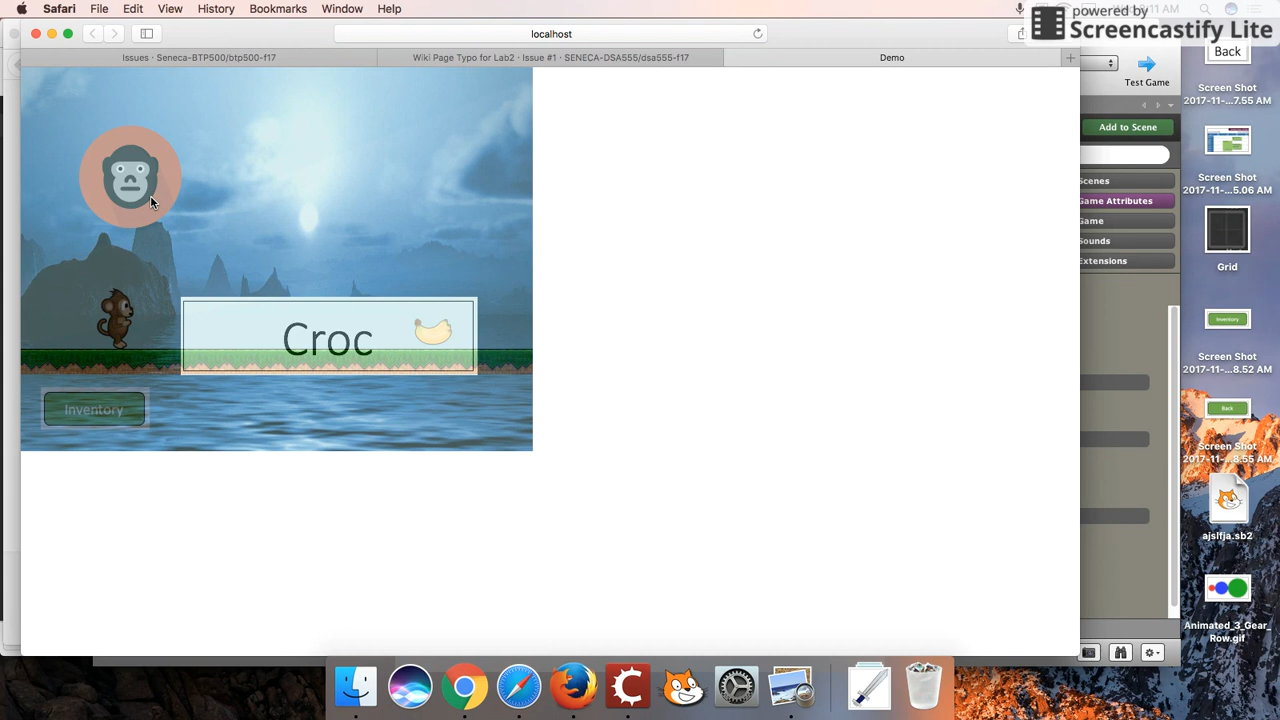 Safari File Edit View History Bookmarks Window Help
11 AM
powered by
Screencastify Lite
localhost
Issues · Seneca-BTP500/btp500-f17
Wiki Page Typo for Lab2 · Issue #1 · SENECA-DSA555/dsa555-f17
Demo
Back
Test Game
Screen Shot
2017-11-...7.55 AM
Add to Scene
Scenes
Game Attributes
Game
Sounds
Extensions
Screen Shot
2017-11-...5.06 AM
Grid
Croc
Inventory
Inventory
Screen Shot
2017-11-...8.52 AM
Back
Screen Shot
2017-11-...8.55 AM
ajslfja.sb2
Animated_3_Gear_
Row.gif